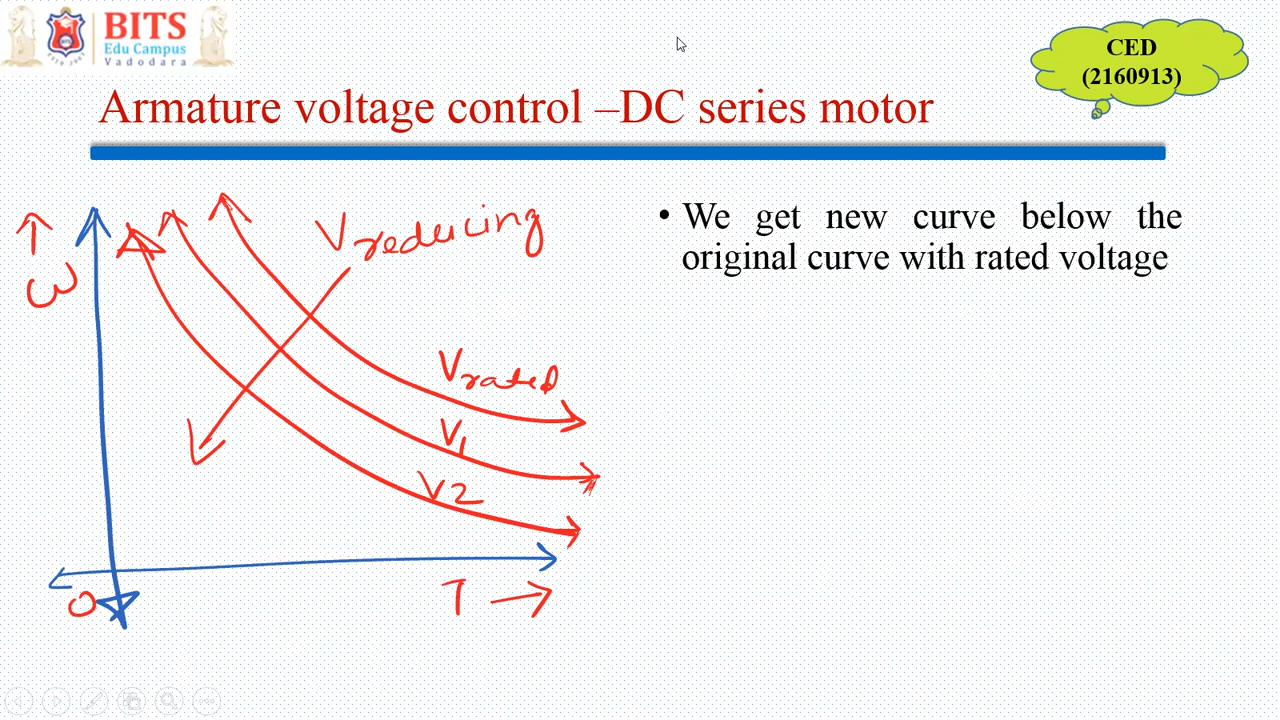 BITS
Edu Campus
Vadodara
CED
(2160913)
Armature voltage control –DC series motor
• We get new curve below the
original curve with rated voltage
↑
ω
V reducing
V rated
V1
V2
O
T →